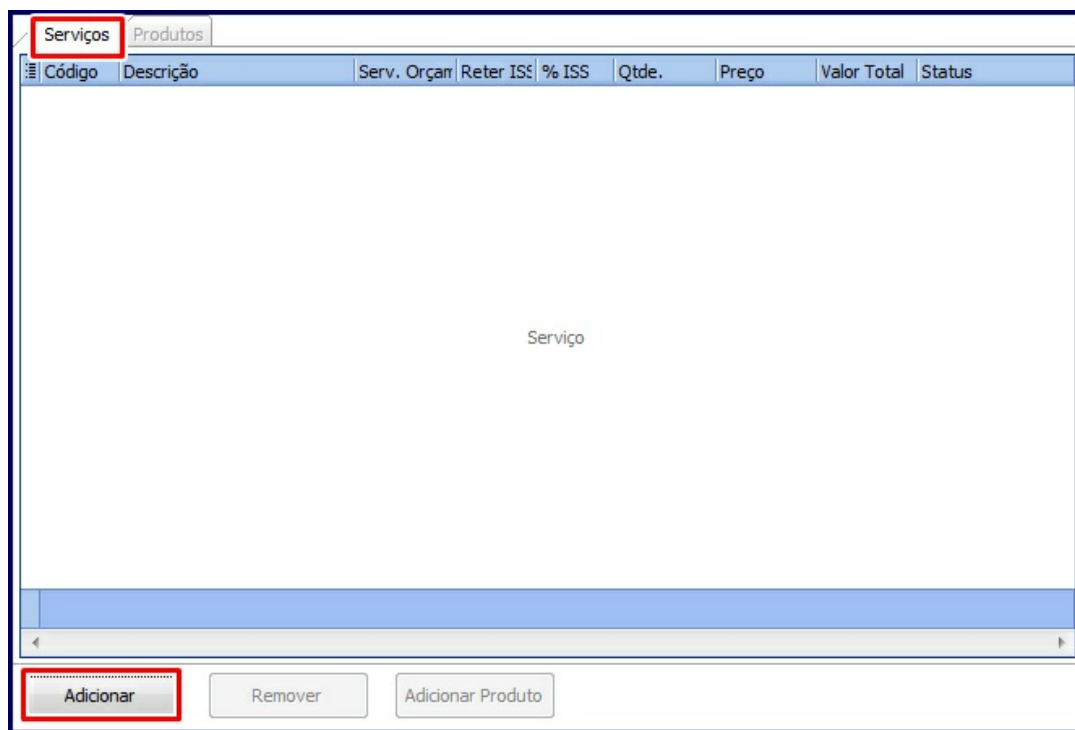 Serviços Produtos
Código Descrição Serv. Orçam Reter ISS % ISS Qtde. Preço Valor Total Status
Serviço
Adicionar Remover Adicionar Produto